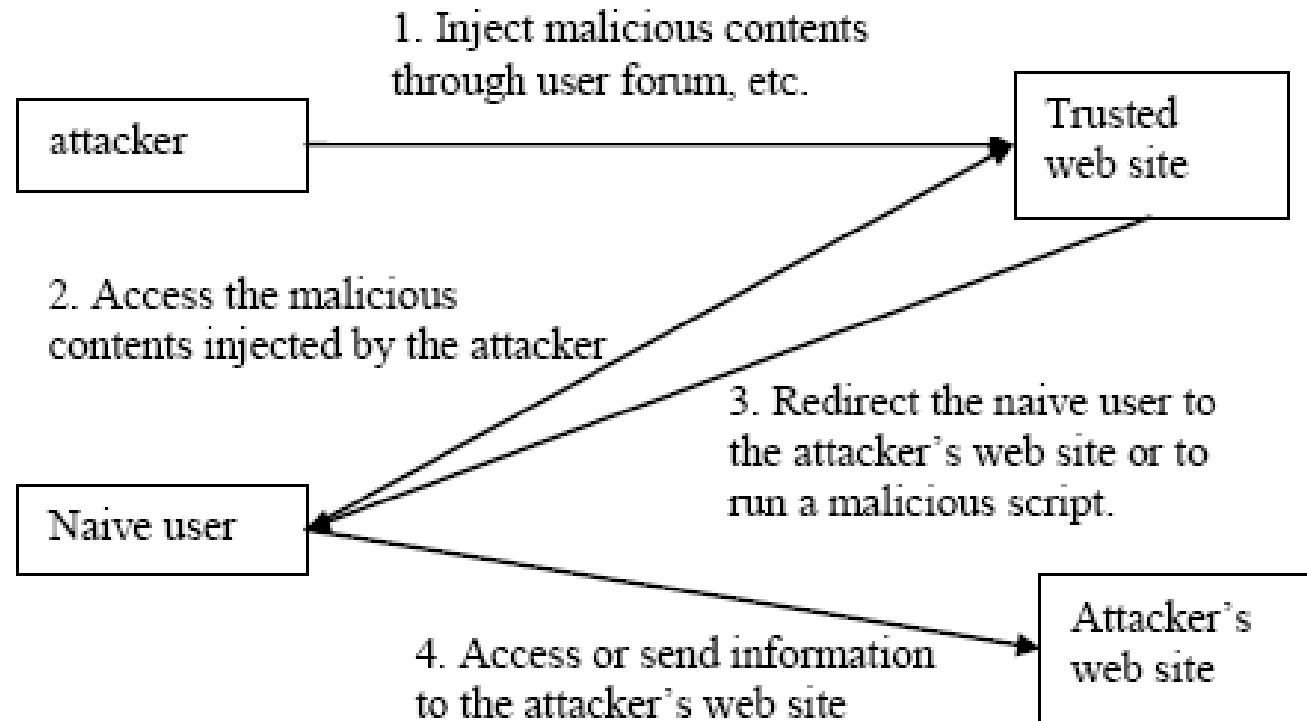 1. Inject malicious contents
through user forum, etc.
attacker
Trusted
web site
2. Access the malicious
contents injected by the attacker
3. Redirect the naive user to
the attacker’s web site or to
run a malicious script.
Naive user
Attacker’s
web site
4. Access or send information
to the attacker’s web site